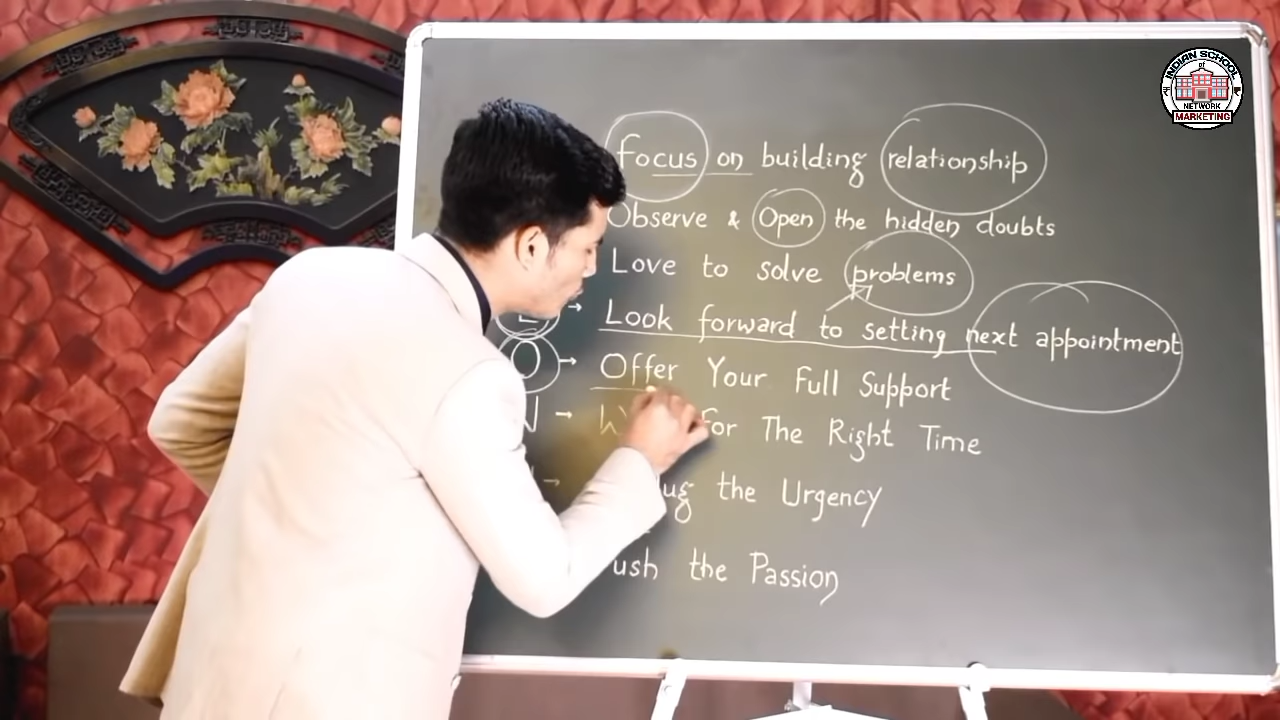 INDIAN SCHOOL
of
NETWORK
MARKETING
focus on building relationship
Observe & Open the hidden doubts
Love to solve problems
L → Look forward to setting next appointment
O → Offer Your Full Support
→ For The Right Time
→ the Urgency
the Passion